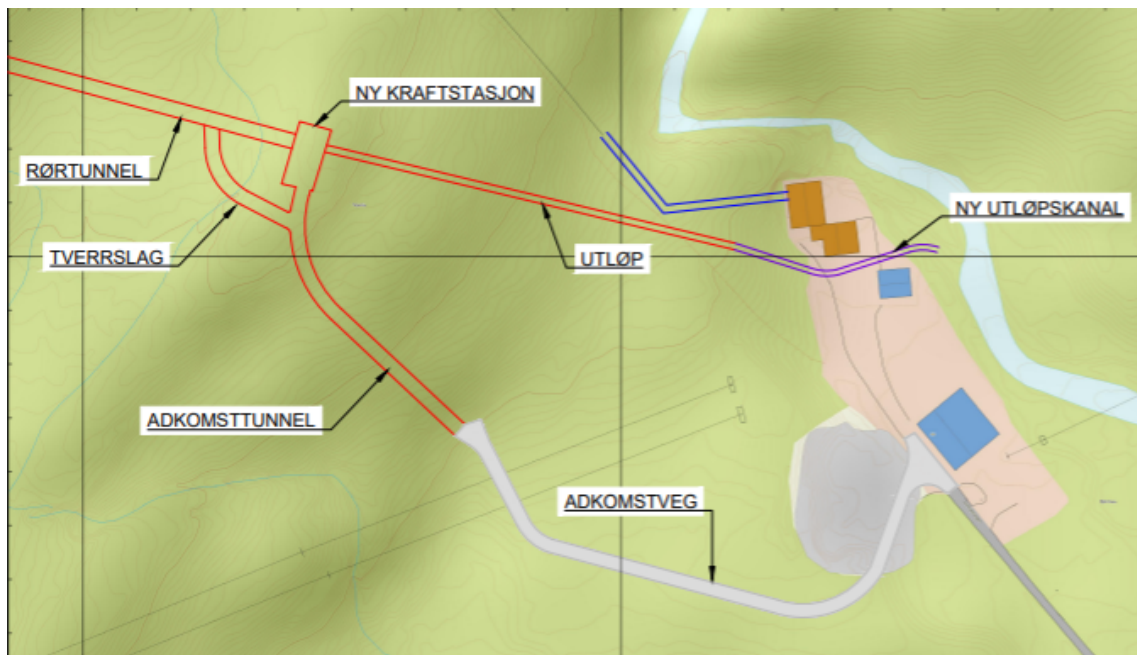 NY KRAFTSTASJON
RØRTUNNEL
NY UTLØPSKANAL
TVERRSLAG
UTLØP
ADKOMSTTUNNEL
ADKOMSTVEG